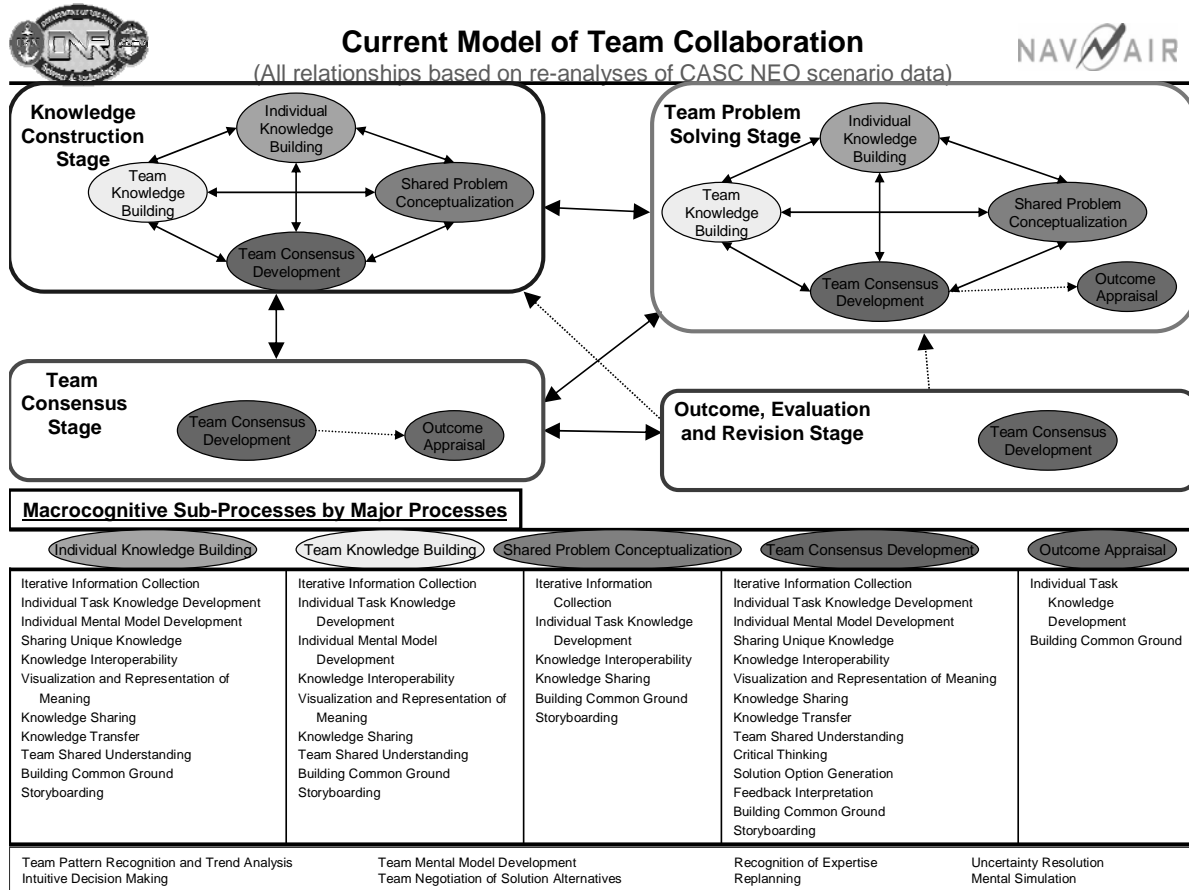 ONR
Current Model of Team Collaboration
NAVAIR
(All relationships based on re-analyses of CASC NEO scenario data)
Knowledge
Construction
Stage
Individual
Knowledge
Building
Team
Knowledge
Building
Shared Problem
Conceptualization
Team Consensus
Development
Team Problem
Solving Stage
Individual
Knowledge
Building
Team
Knowledge
Building
Shared Problem
Conceptualization
Team Consensus
Development
Outcome
Appraisal
Team
Consensus
Stage
Team Consensus
Development
Outcome
Appraisal
Outcome, Evaluation
and Revision Stage
Team Consensus
Development
Macrocognitive Sub-Processes by Major Processes
Individual Knowledge Building
Team Knowledge Building
Shared Problem Conceptualization
Team Consensus Development
Outcome Appraisal
Iterative Information Collection
Individual Task Knowledge Development
Individual Mental Model Development
Sharing Unique Knowledge
Knowledge Interoperability
Visualization and Representation of
Meaning
Knowledge Sharing
Knowledge Transfer
Team Shared Understanding
Building Common Ground
Storyboarding
Iterative Information Collection
Individual Task Knowledge
Development
Individual Mental Model
Development
Knowledge Interoperability
Visualization and Representation of
Meaning
Knowledge Sharing
Team Shared Understanding
Building Common Ground
Storyboarding
Iterative Information
Collection
Individual Task Knowledge
Development
Knowledge Interoperability
Knowledge Sharing
Building Common Ground
Storyboarding
Iterative Information Collection
Individual Task Knowledge Development
Individual Mental Model Development
Sharing Unique Knowledge
Knowledge Interoperability
Visualization and Representation of Meaning
Knowledge Sharing
Knowledge Transfer
Team Shared Understanding
Critical Thinking
Solution Option Generation
Feedback Interpretation
Building Common Ground
Storyboarding
Individual Task
Knowledge
Development
Building Common Ground
Team Pattern Recognition and Trend Analysis
Intuitive Decision Making
Team Mental Model Development
Team Negotiation of Solution Alternatives
Recognition of Expertise
Replanning
Uncertainty Resolution
Mental Simulation